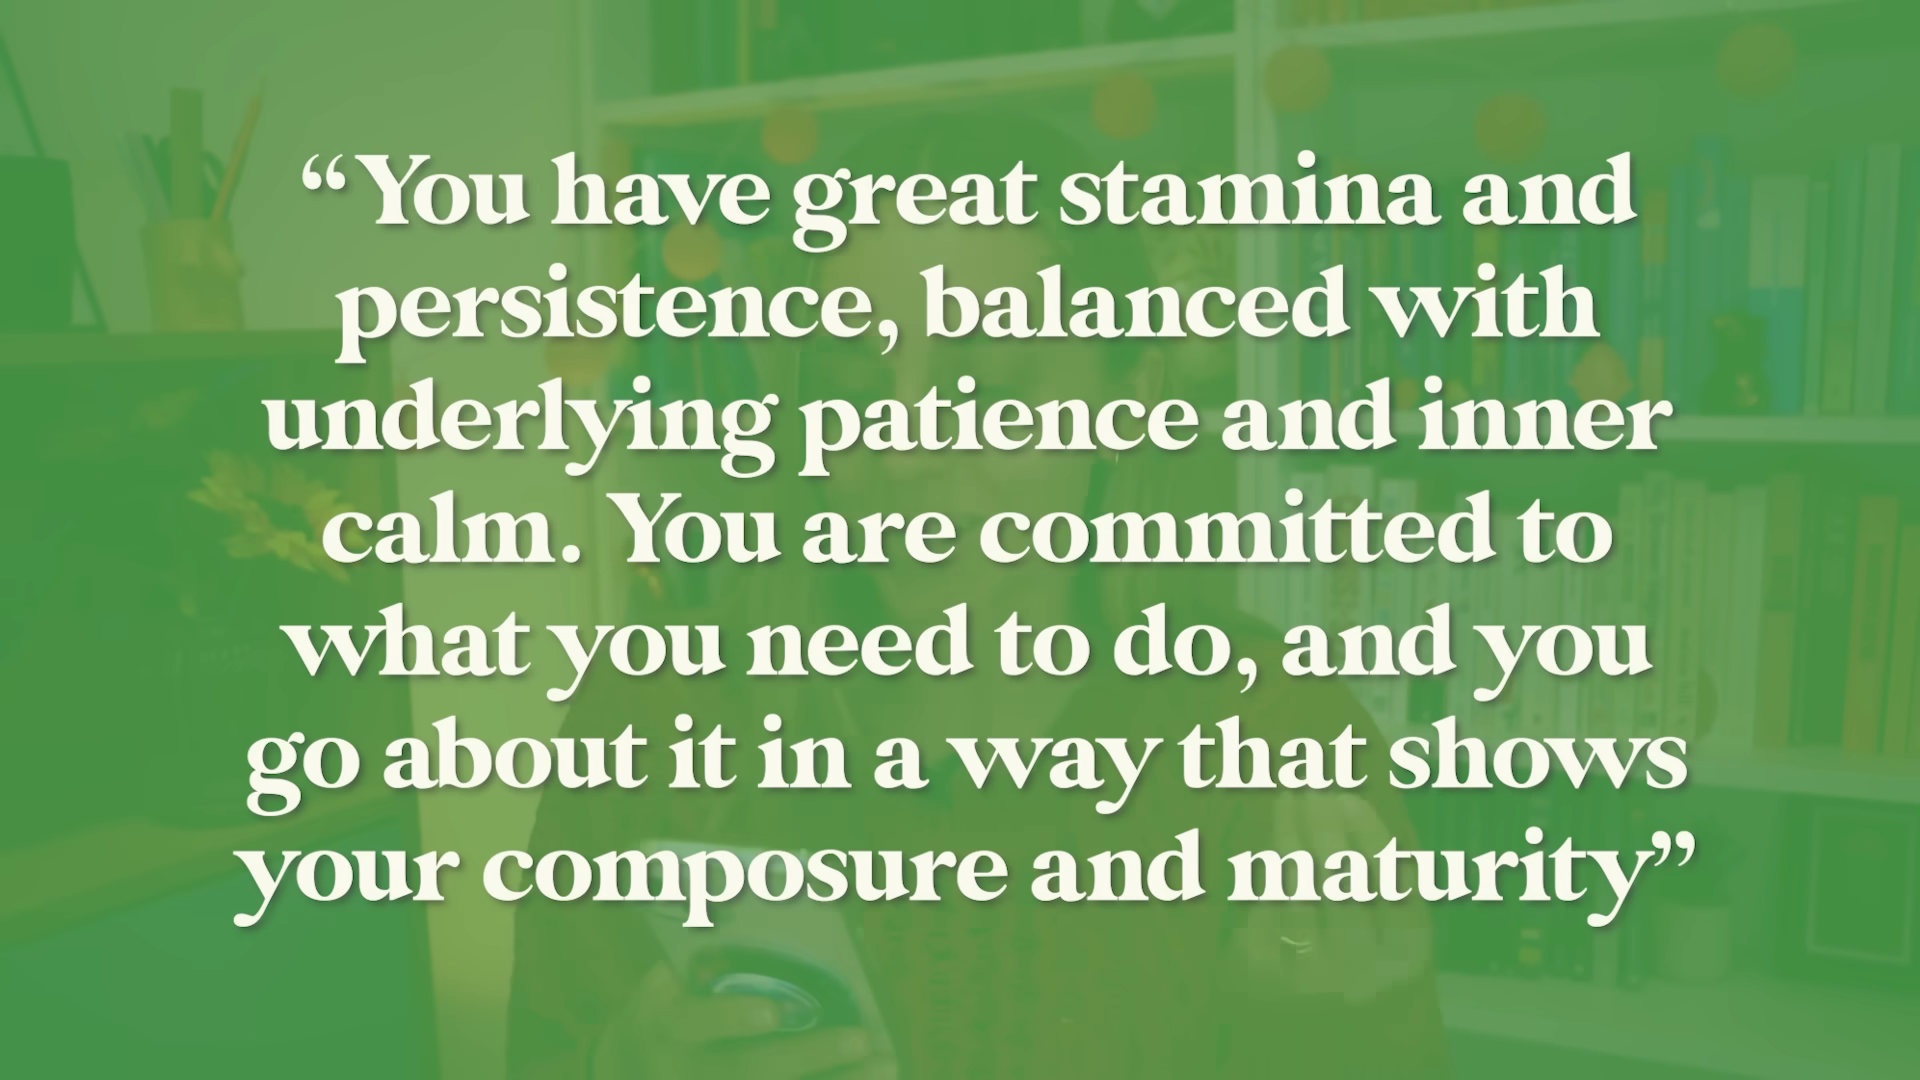 “You have great stamina and
persistence, balanced with
underlying patience and inner
calm. You are committed to
what you need to do, and you
go about it in a way that shows
your composure and maturity”